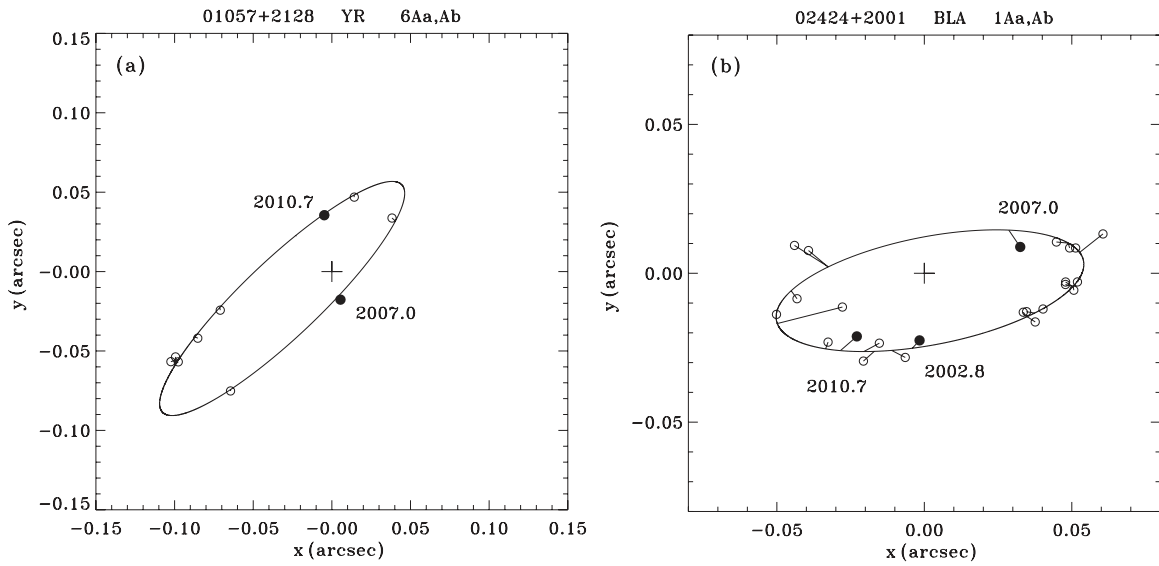 01057+2128 YR 6Aa,Ab
(a)
0.15
0.10
0.05
-0.00
-0.05
-0.10
-0.15
y (arcsec)
2010.7
2007.0
-0.15 -0.10 -0.05 -0.00 0.05 0.10 0.15
x (arcsec)
02424+2001 BLA 1Aa,Ab
(b)
0.05
0.00
-0.05
y (arcsec)
2007.0
2010.7
2002.8
-0.05 0.00 0.05
x (arcsec)